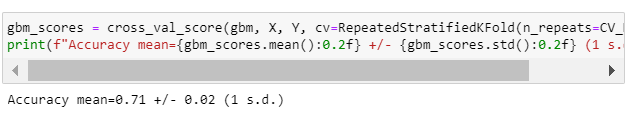 gbm_scores = cross_val_score(gbm, X, Y, cv=RepeatedStratifiedKFold(n_repeats=CV_
print(f"Accuracy mean={gbm_scores.mean():0.2f} +/- {gbm_scores.std():0.2f} (1 s.
Accuracy mean=0.71 +/- 0.02 (1 s.d.)